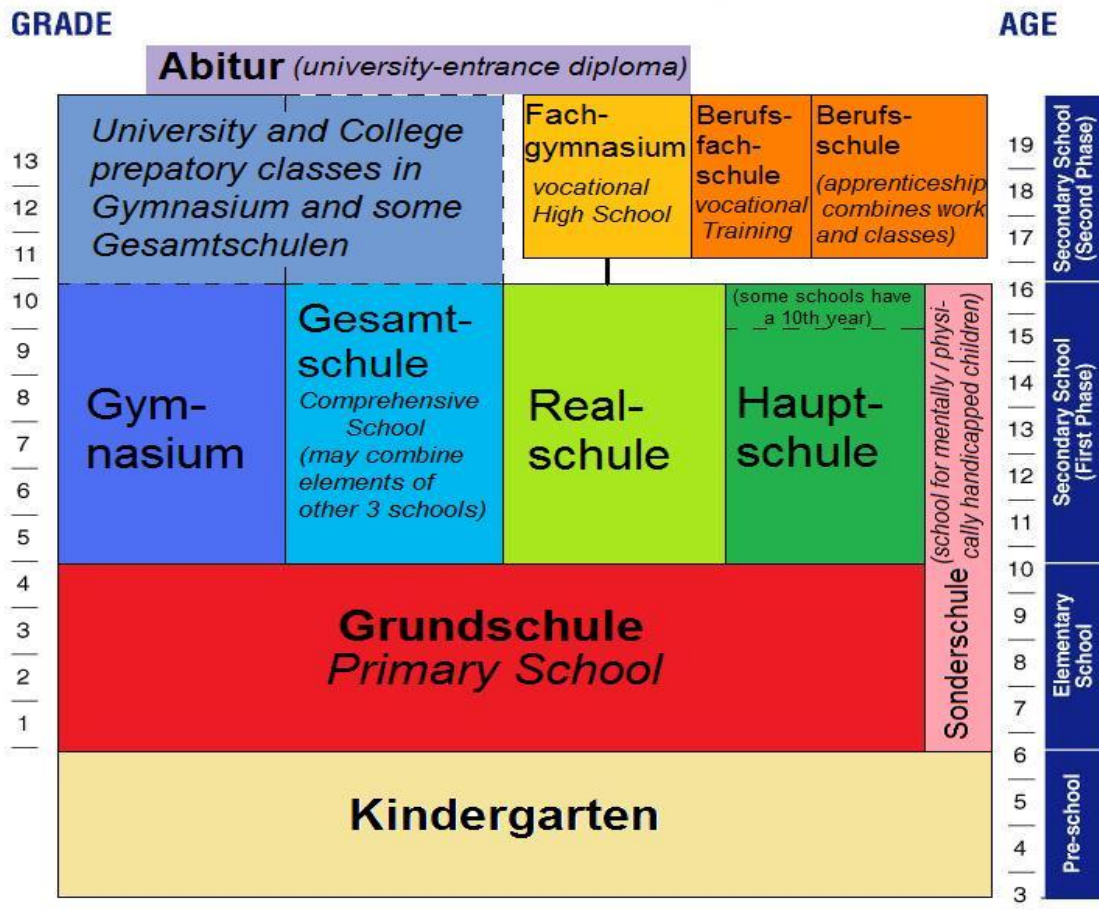 GRADE
AGE
Abitur (university-entrance diploma)
University and College
prepatory classes in
Gymnasium and some
Gesamtschulen
Fach-
gymnasium
vocational
High School
Berufs-
fach-
schule
vocational
Training
Berufs-
schule
(apprenticeship
combines work
and classes)
13
12
11
10
9
8
7
6
5
4
3
2
1
Gym-
nasium
Gesamt-
schule
Comprehensive
School
(may combine
elements of
other 3 schools)
Real-
schule
(some schools have
a 10th year)
Haupt-
schule
Sonderschule (school for mentally / physi-
cally handicapped children)
Grundschule
Primary School
Kindergarten
19
18
17
16
15
14
13
12
11
10
9
8
7
6
5
4
3
Secondary School
(Second Phase)
Secondary School
(First Phase)
Elementary
School
Pre-school